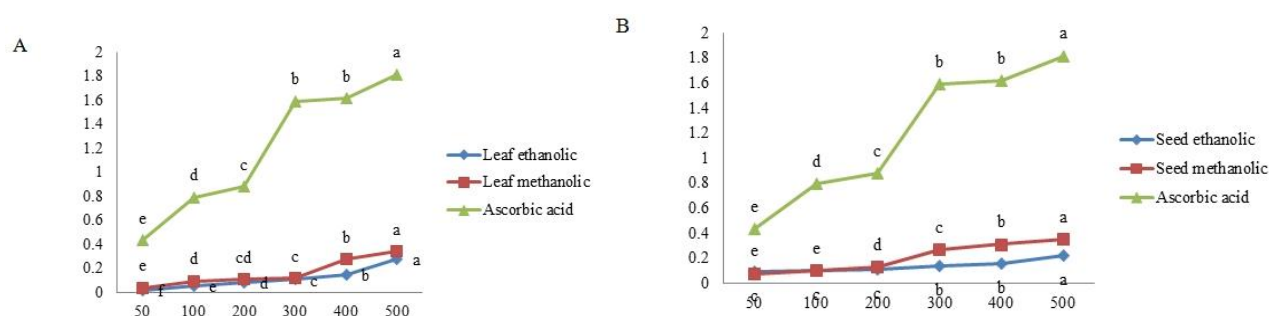 A
2
1.8
1.6
1.4
1.2
1
0.8
0.6
0.4
0.2
0
50 100 200 300 400 500
e d c b b a
e d cd c b a
f e d c b a
Leaf ethanolic
Leaf methanolic
Ascorbic acid
B
2
1.8
1.6
1.4
1.2
1
0.8
0.6
0.4
0.2
0
50 100 200 300 400 500
e d c b b a
e e d c b a
c c c b b a
Seed ethanolic
Seed methanolic
Ascorbic acid